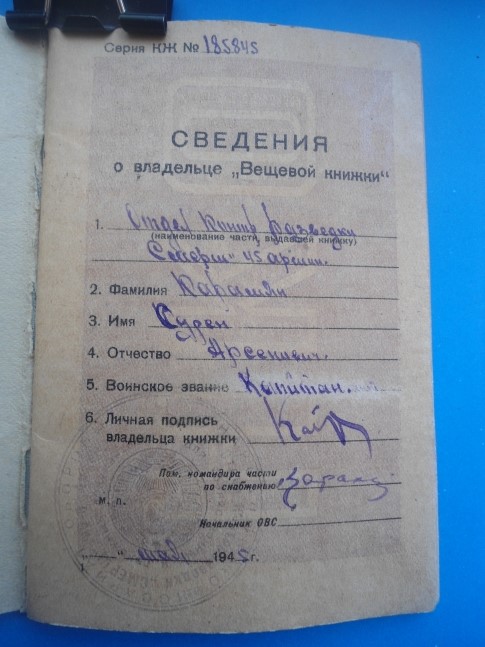 Серия КЖ № 185845
СВЕДЕНИЯ
о владельце „Вещевой книжки"
1. Отдел Контр Разведки
(наименование части, выдавшей книжку)
"Смерш" 45 армии.
2. Фамилия
3. Имя Сурен
4. Отчество Арсенович.
5. Воинское звание Капитан
6. Личная подпись
владельца книжки
Пом. командира части
по снабжению
м. п.
Начальник ОВС
„ " май 1945 г.